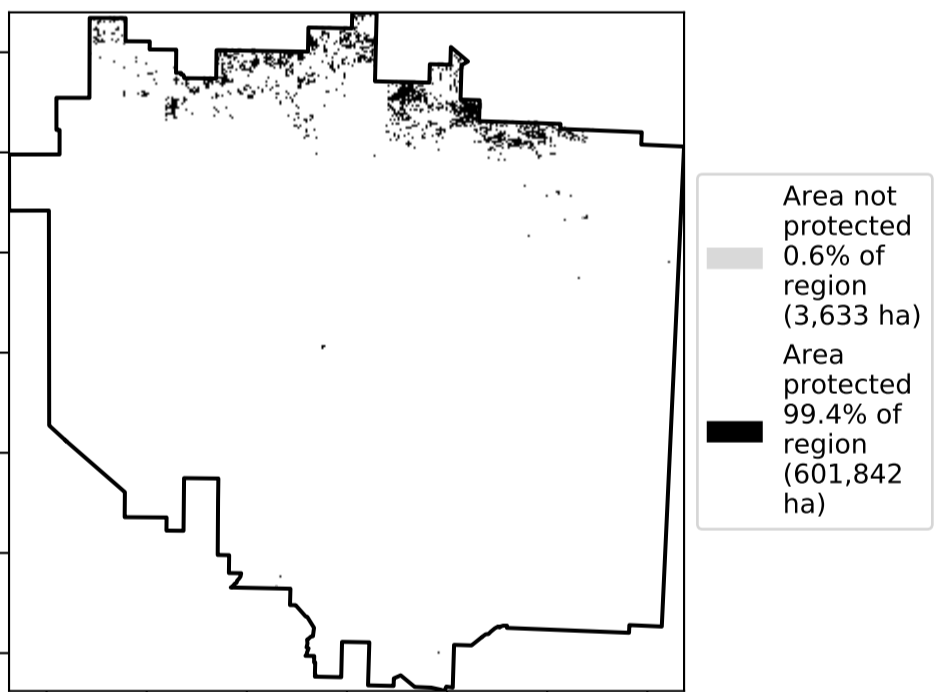 Area not
protected
0.6% of
region
(3,633 ha)
Area
protected
99.4% of
region
(601,842
ha)